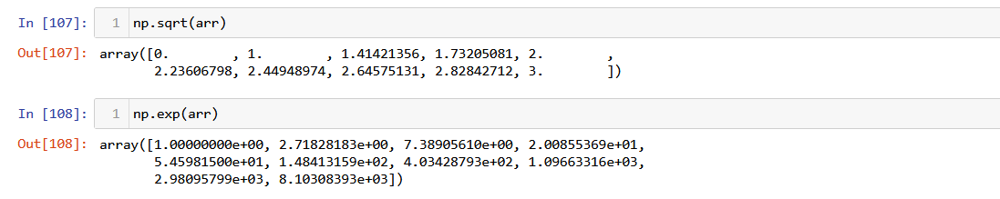 In [107]: 1 np.sqrt(arr)
Out[107]: array([0.        , 1.        , 1.41421356, 1.73205081, 2.        ,
       2.23606798, 2.44948974, 2.64575131, 2.82842712, 3.        ])
In [108]: 1 np.exp(arr)
Out[108]: array([1.00000000e+00, 2.71828183e+00, 7.38905610e+00, 2.00855369e+01,
       5.45981500e+01, 1.48413159e+02, 4.03428793e+02, 1.09663316e+03,
       2.98095799e+03, 8.10308393e+03])